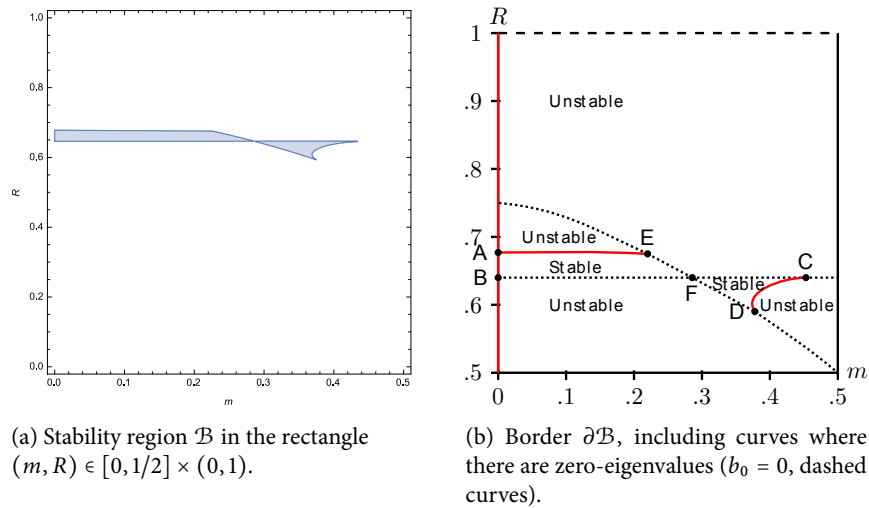 1.0
0.8
0.6
0.4
0.2
0.0
R
0.0
0.1
0.2
0.3
0.4
0.5
m
(a) Stability region ℬ in the rectangle
(m, R) ∈ [0, 1/2] × (0, 1).
R
1
.9
.8
.7
.6
.5
Unstable
A
Unstable
E
B
Stable
F
C
Stable
D
Unstable
Unstable
0
.1
.2
.3
.4
.5
m
(b) Border ∂ℬ, including curves where
there are zero-eigenvalues (b₀ = 0, dashed
curves).